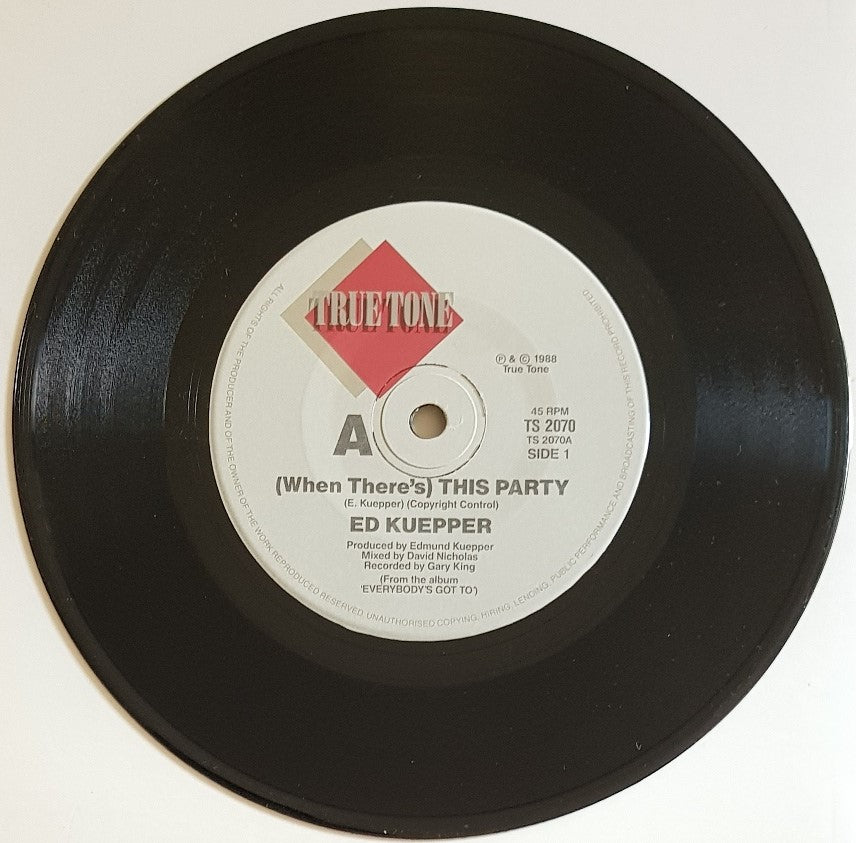 TRUE TONE
℗ & © 1988
True Tone
A
45 RPM
TS 2070
TS 2070A
SIDE 1
(When There's) THIS PARTY
(E. Kuepper) (Copyright Control)
ED KUEPPER
Produced by Edmund Kuepper
Mixed by David Nicholas
Recorded by Gary King
(From the album
'EVERYBODY'S GOT TO')
ALL RIGHTS OF THE PRODUCER AND OF THE OWNER OF THE WORK REPRODUCED RESERVED. UNAUTHORISED COPYING, HIRING, LENDING, PUBLIC PERFORMANCE AND BROADCASTING OF THIS RECORD PROHIBITED